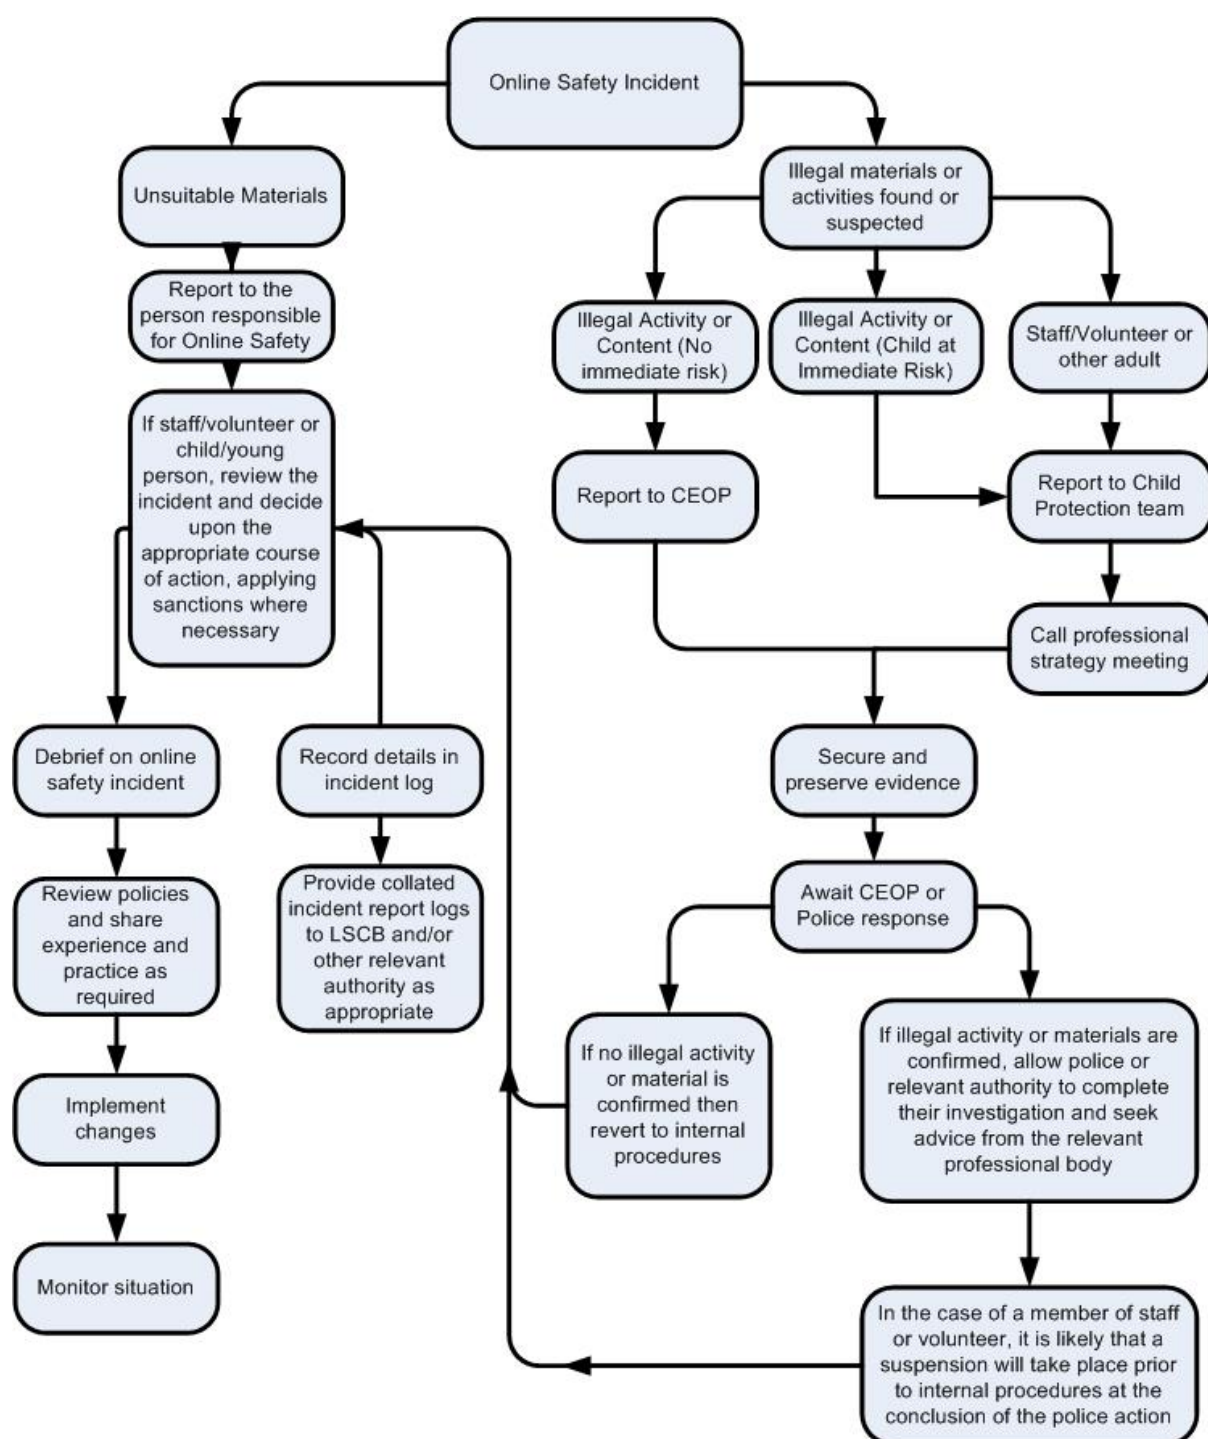 Online Safety Incident
Unsuitable Materials
Illegal materials or
activities found or
suspected
Report to the
person responsible
for Online Safety
Illegal Activity or
Content (No
immediate risk)
Illegal Activity or
Content (Child at
Immediate Risk)
Staff/Volunteer or
other adult
If staff/volunteer or
child/young
person, review the
incident and decide
upon the
appropriate course
of action, applying
sanctions where
necessary
Report to CEOP
Report to Child
Protection team
Call professional
strategy meeting
Debrief on online
safety incident
Record details in
incident log
Secure and
preserve evidence
Review policies
and share
experience and
practice as
required
Provide collated
incident report logs
to LSCB and/or
other relevant
authority as
appropriate
Await CEOP or
Police response
If no illegal activity
or material is
confirmed then
revert to internal
procedures
If illegal activity or materials are
confirmed, allow police or
relevant authority to complete
their investigation and seek
advice from the relevant
professional body
Implement
changes
Monitor situation
In the case of a member of staff
or volunteer, it is likely that a
suspension will take place prior
to internal procedures at the
conclusion of the police action